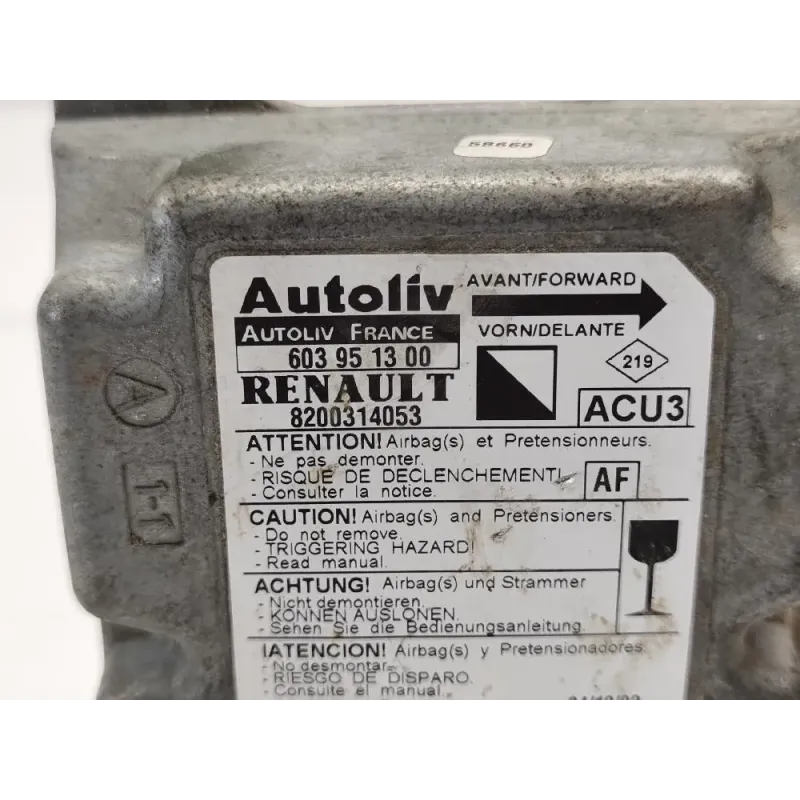 58660
Autoliv
AVANT/FORWARD
AUTOLIV FRANCE
VORN/DELANTE
603 95 13 00
219
RENAULT
ACU3
8200314053
ATTENTION! Airbag(s) et Pretensionneurs.
- Ne pas demonter.
- RISQUE DE DECLENCHEMENT!
AF
- Consulter la notice.
CAUTION! Airbag(s) and Pretensioners.
- Do not remove.
- TRIGGERING HAZARD!
- Read manual.
ACHTUNG! Airbag(s) und Strammer
- Nicht demontieren.
- KONNEN AUSLONEN.
- Sehen Sie die Bedienungsanleitung.
!ATENCION! Airbag(s) y Pretensionadores.
- No desmontar.
- RIESGO DE DISPARO.
- Consulte el manual.
A
1-1